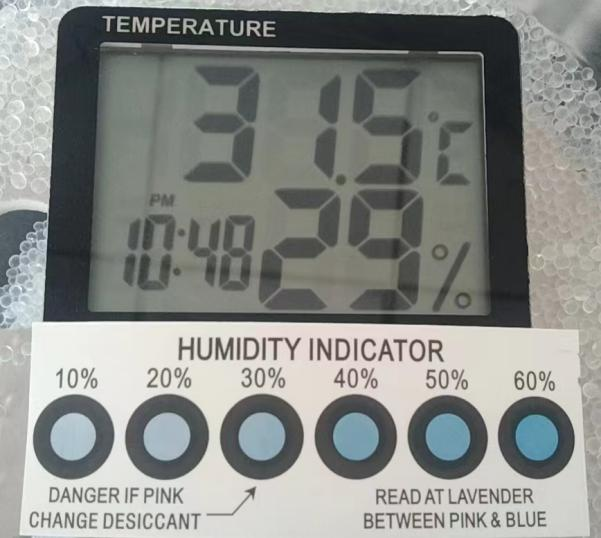 TEMPERATURE
31.5°C
PM
10:48 29%
HUMIDITY INDICATOR
10% 20% 30% 40% 50% 60%
DANGER IF PINK
CHANGE DESICCANT
READ AT LAVENDER
BETWEEN PINK & BLUE